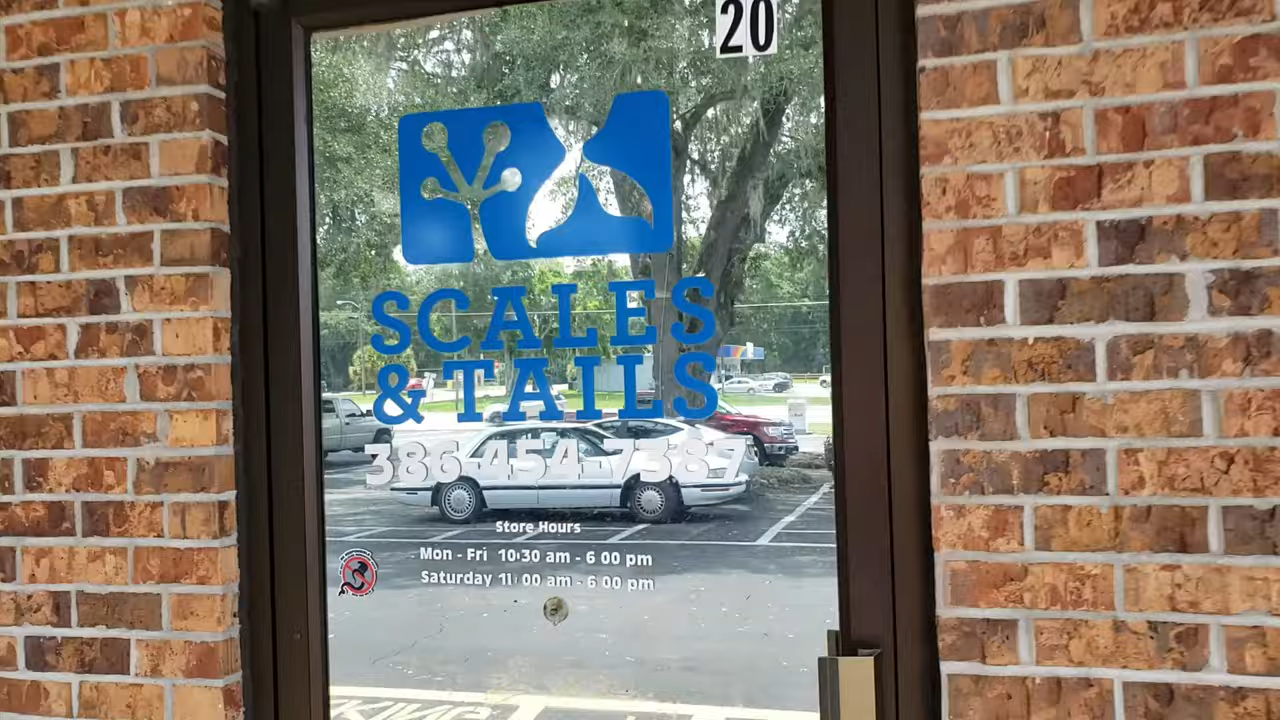 20
SCALES
& TAILS
386-454-7387
Store Hours
Mon - Fri 10:30 am - 6:00 pm
Saturday 11:00 am - 6:00 pm